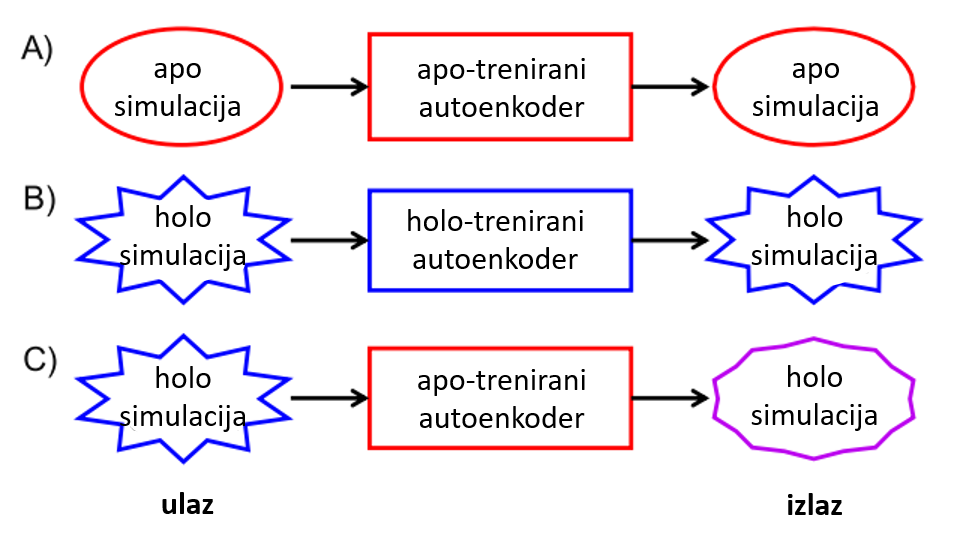 A)
apo
simulacija
apo-trenirani
autoenkoder
apo
simulacija
B)
holo
simulacija
holo-trenirani
autoenkoder
holo
simulacija
C)
holo
simulacija
apo-trenirani
autoenkoder
holo
simulacija
ulaz
izlaz